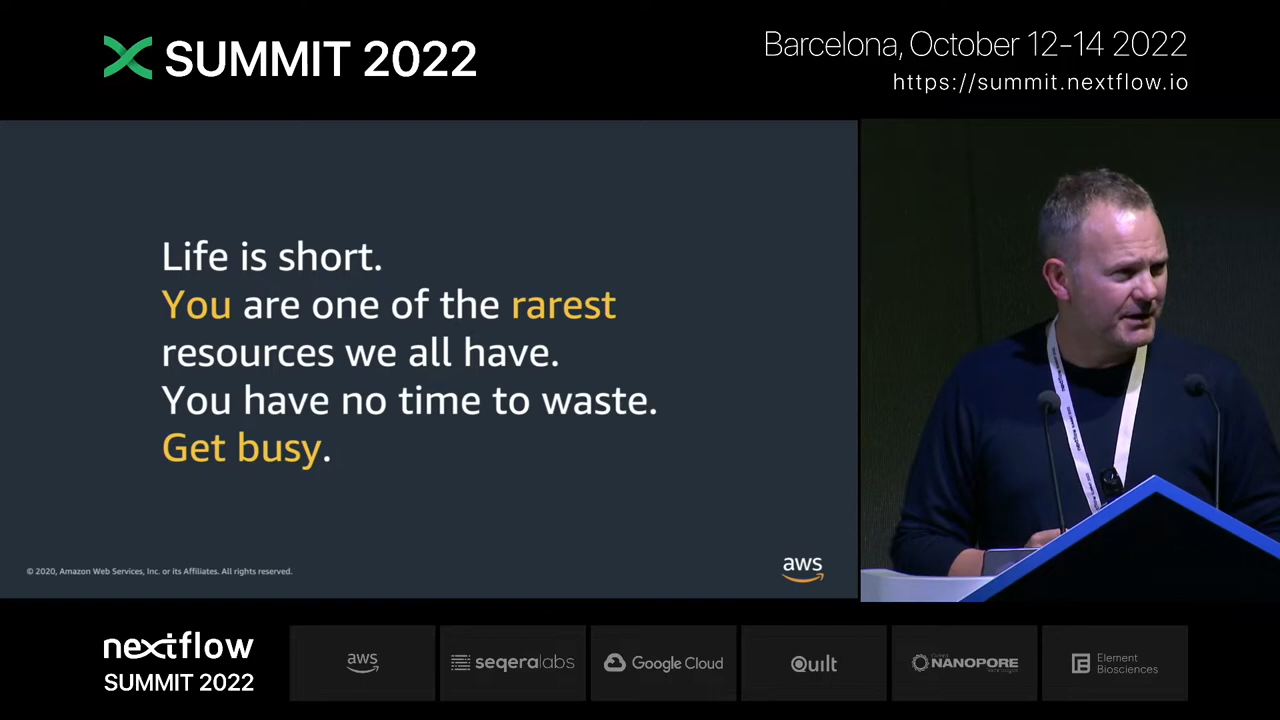 SUMMIT 2022
Barcelona, October 12-14 2022
https://summit.nextflow.io
Life is short.
You are one of the rarest
resources we all have.
You have no time to waste.
Get busy.
© 2020, Amazon Web Services, Inc. or its Affiliates. All rights reserved.
aws
nextflow
SUMMIT 2022
aws
seqeralabs
Google Cloud
Quilt
NANOPORE
Element
Biosciences